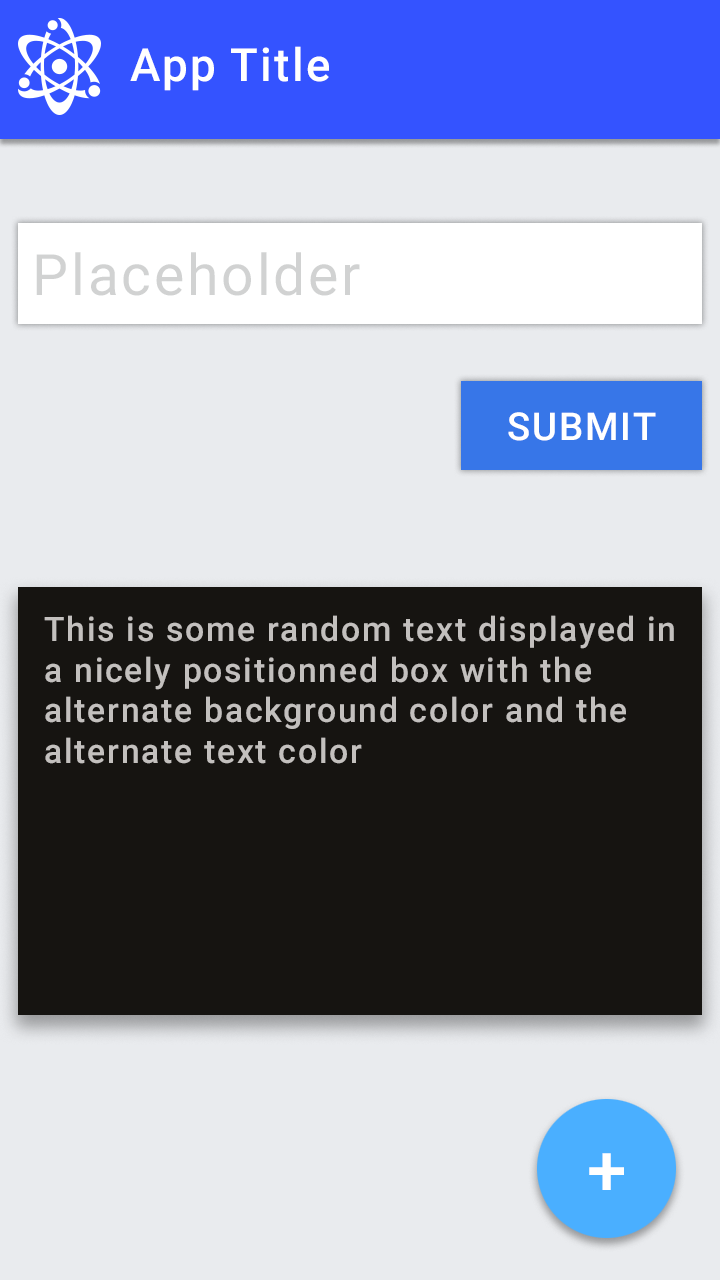 App Title
Placeholder
SUBMIT
This is some random text displayed in
a nicely positionned box with the
alternate background color and the
alternate text color
+